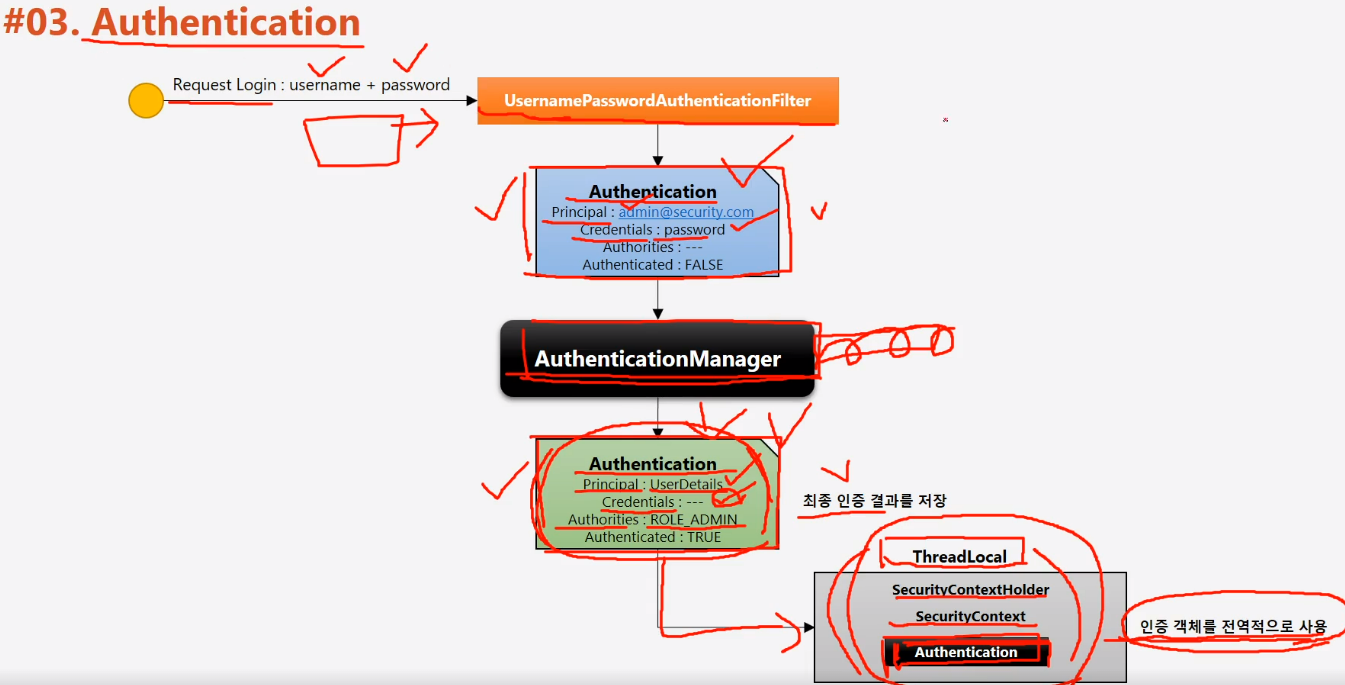 #03. Authentication
Request Login : username + password
UsernamePasswordAuthenticationFilter
Authentication
Principal : admin@security.com
Credentials : password
Authorities : ---
Authenticated : FALSE
AuthenticationManager
Authentication
Principal : UserDetails
Credentials : ---
Authorities : ROLE_ADMIN
Authenticated : TRUE
최종 인증 결과를 저장
ThreadLocal
SecurityContextHolder
SecurityContext
Authentication
인증 객체를 전역적으로 사용